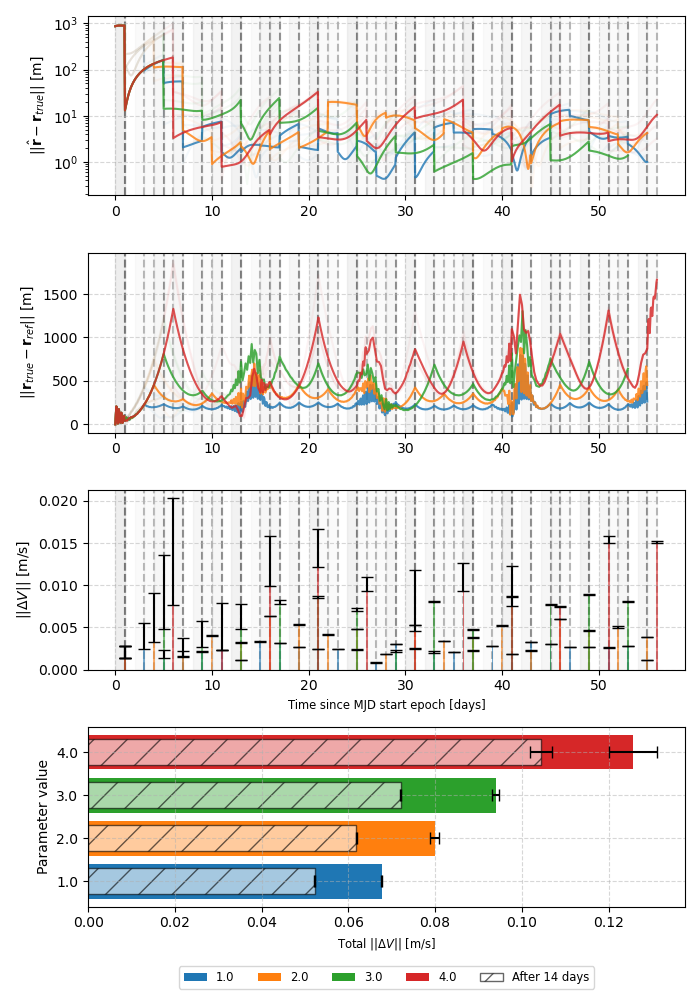 10³
10²
10¹
10⁰
||r̂ − r_true|| [m]
0 10 20 30 40 50
1500
1000
500
0
||r_true − r_ref|| [m]
0 10 20 30 40 50
0.020
0.015
0.010
0.005
0.000
||ΔV|| [m/s]
0 10 20 30 40 50
Time since MJD start epoch [days]
4.0
3.0
2.0
1.0
Parameter value
0.00 0.02 0.04 0.06 0.08 0.10 0.12
Total ||ΔV|| [m/s]
1.0 2.0 3.0 4.0 After 14 days